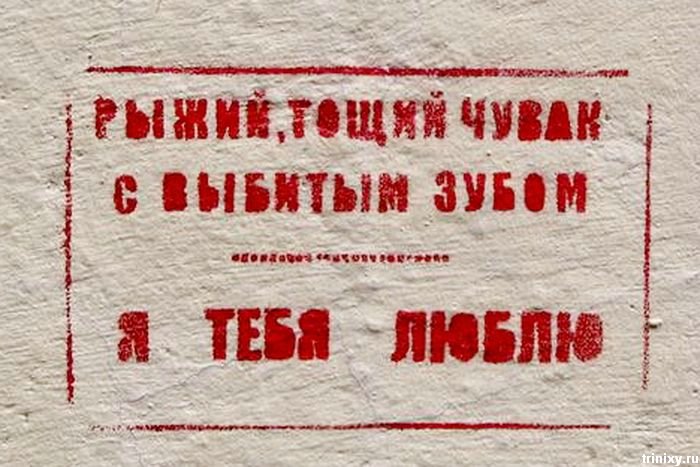 РЫЖИЙ, ТОЩИЙ ЧУВАК
С ВЫБИТЫМ ЗУБОМ
Я ТЕБЯ ЛЮБЛЮ
trinixy.ru